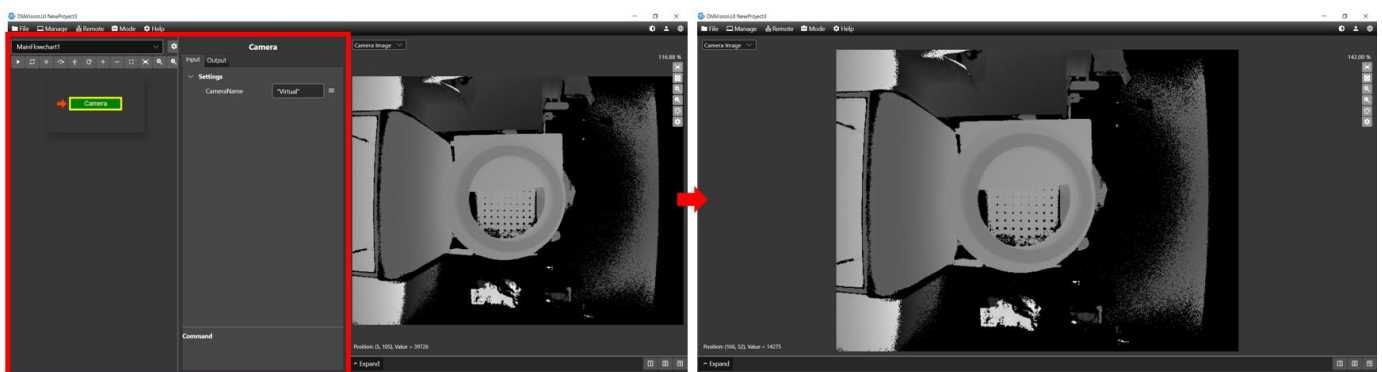 DIAVision.UI NewProject3
File Manage Remote Mode Help
MainFlowchart1
Camera
Input Output
Settings
CameraName "Virtual"
Camera
Command
Camera Image
116.88 %
Position: (5, 105), Value = 39726
Expand
DIAVision.UI NewProject3
File Manage Remote Mode Help
Camera Image
142.00 %
Position: (166, 52), Value = 14275
Expand